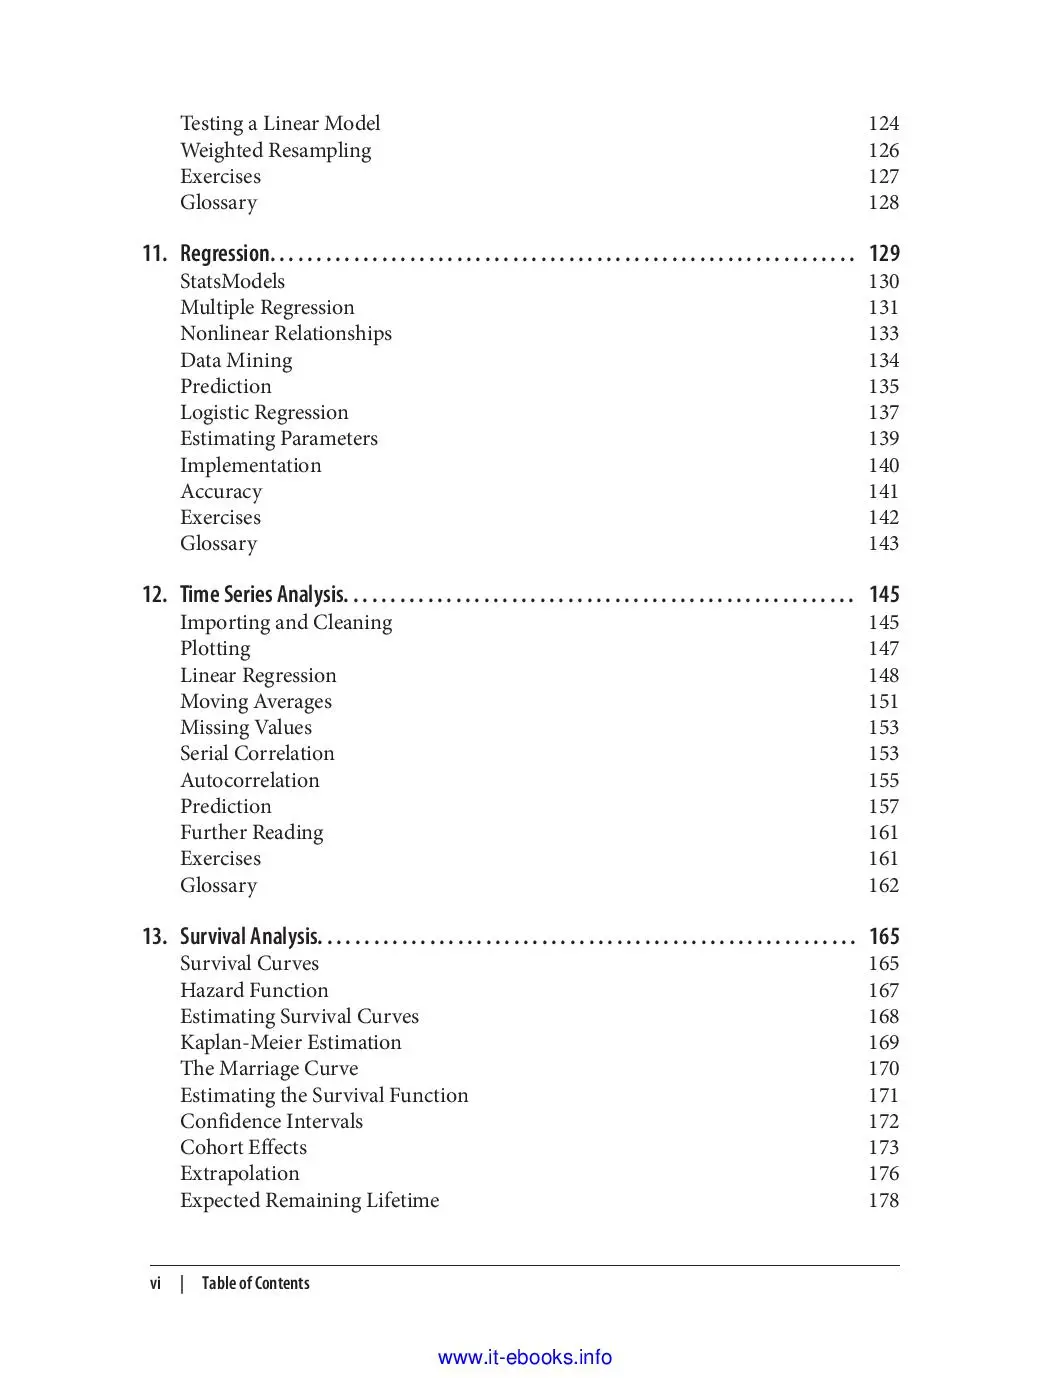 Testing a Linear Model 124
Weighted Resampling 126
Exercises 127
Glossary 128
11. Regression. . . . . . . . . . . . . . . . . . . . . . . . . . . . . . . . . . . . . . . . . . . . . . . . . . . . . . . . . . . . . . . . 129
StatsModels 130
Multiple Regression 131
Nonlinear Relationships 133
Data Mining 134
Prediction 135
Logistic Regression 137
Estimating Parameters 139
Implementation 140
Accuracy 141
Exercises 142
Glossary 143
12. Time Series Analysis. . . . . . . . . . . . . . . . . . . . . . . . . . . . . . . . . . . . . . . . . . . . . . . . . . . . . . . . 145
Importing and Cleaning 145
Plotting 147
Linear Regression 148
Moving Averages 151
Missing Values 153
Serial Correlation 153
Autocorrelation 155
Prediction 157
Further Reading 161
Exercises 161
Glossary 162
13. Survival Analysis. . . . . . . . . . . . . . . . . . . . . . . . . . . . . . . . . . . . . . . . . . . . . . . . . . . . . . . . . . . 165
Survival Curves 165
Hazard Function 167
Estimating Survival Curves 168
Kaplan-Meier Estimation 169
The Marriage Curve 170
Estimating the Survival Function 171
Confidence Intervals 172
Cohort Effects 173
Extrapolation 176
Expected Remaining Lifetime 178
vi | Table of Contents
www.it-ebooks.info